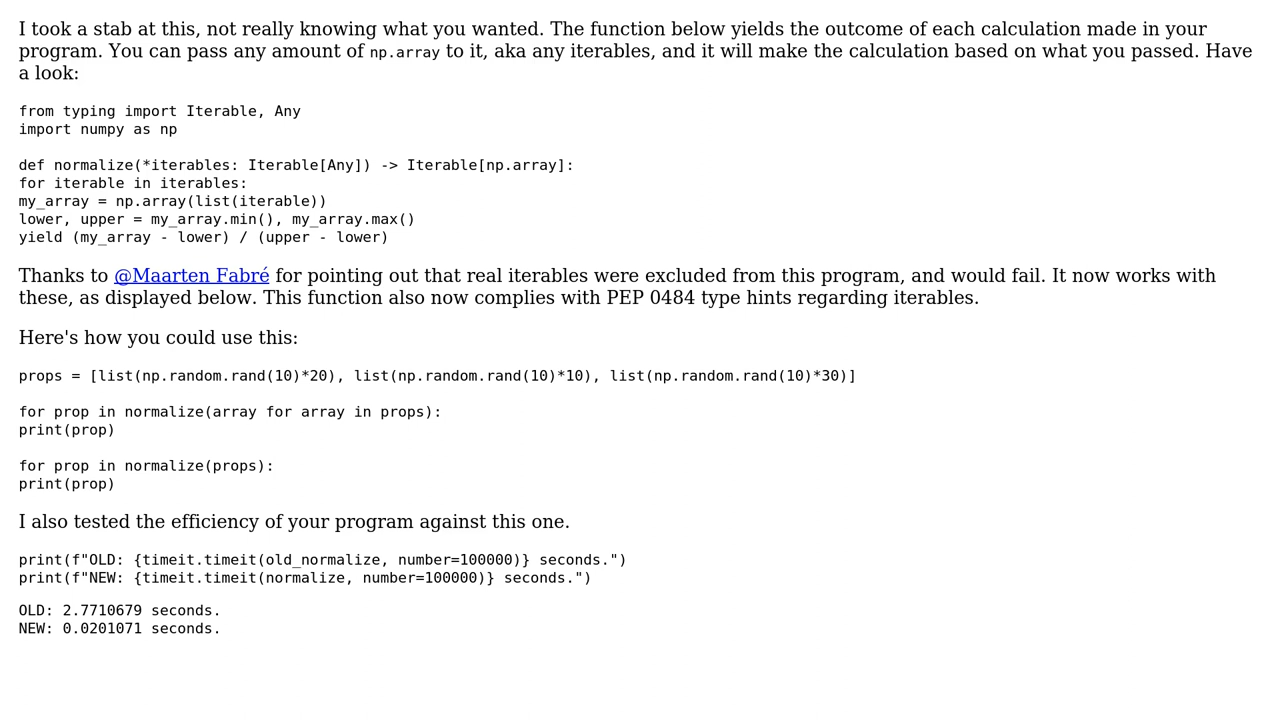 I took a stab at this, not really knowing what you wanted. The function below yields the outcome of each calculation made in your
program. You can pass any amount of np.array to it, aka any iterables, and it will make the calculation based on what you passed. Have
a look:
from typing import Iterable, Any
import numpy as np
def normalize(*iterables: Iterable[Any]) -> Iterable[np.array]:
for iterable in iterables:
my_array = np.array(list(iterable))
lower, upper = my_array.min(), my_array.max()
yield (my_array - lower) / (upper - lower)
Thanks to @Maarten Fabré for pointing out that real iterables were excluded from this program, and would fail. It now works with
these, as displayed below. This function also now complies with PEP 0484 type hints regarding iterables.
Here's how you could use this:
props = [list(np.random.rand(10)*20), list(np.random.rand(10)*10), list(np.random.rand(10)*30)]
for prop in normalize(array for array in props):
print(prop)
for prop in normalize(props):
print(prop)
I also tested the efficiency of your program against this one.
print(f"OLD: {timeit.timeit(old_normalize, number=100000)} seconds.")
print(f"NEW: {timeit.timeit(normalize, number=100000)} seconds.")
OLD: 2.7710679 seconds.
NEW: 0.0201071 seconds.